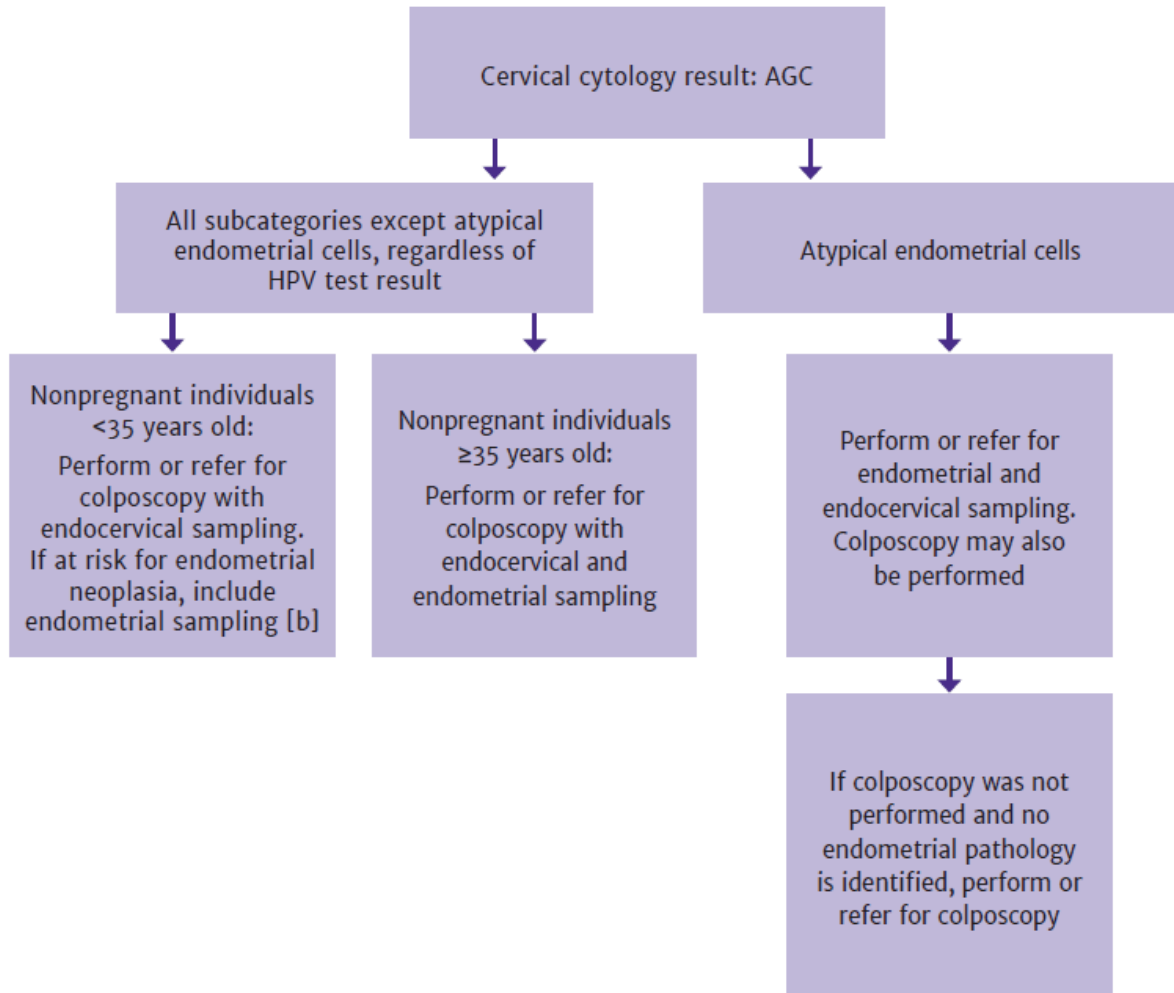 Cervical cytology result: AGC
All subcategories except atypical
endometrial cells, regardless of
HPV test result
Atypical endometrial cells
Nonpregnant individuals
<35 years old:
Perform or refer for
colposcopy with
endocervical sampling.
If at risk for endometrial
neoplasia, include
endometrial sampling [b]
Nonpregnant individuals
≥35 years old:
Perform or refer for
colposcopy with
endocervical and
endometrial sampling
Perform or refer for
endometrial and
endocervical sampling.
Colposcopy may also
be performed
If colposcopy was not
performed and no
endometrial pathology
is identified, perform or
refer for colposcopy